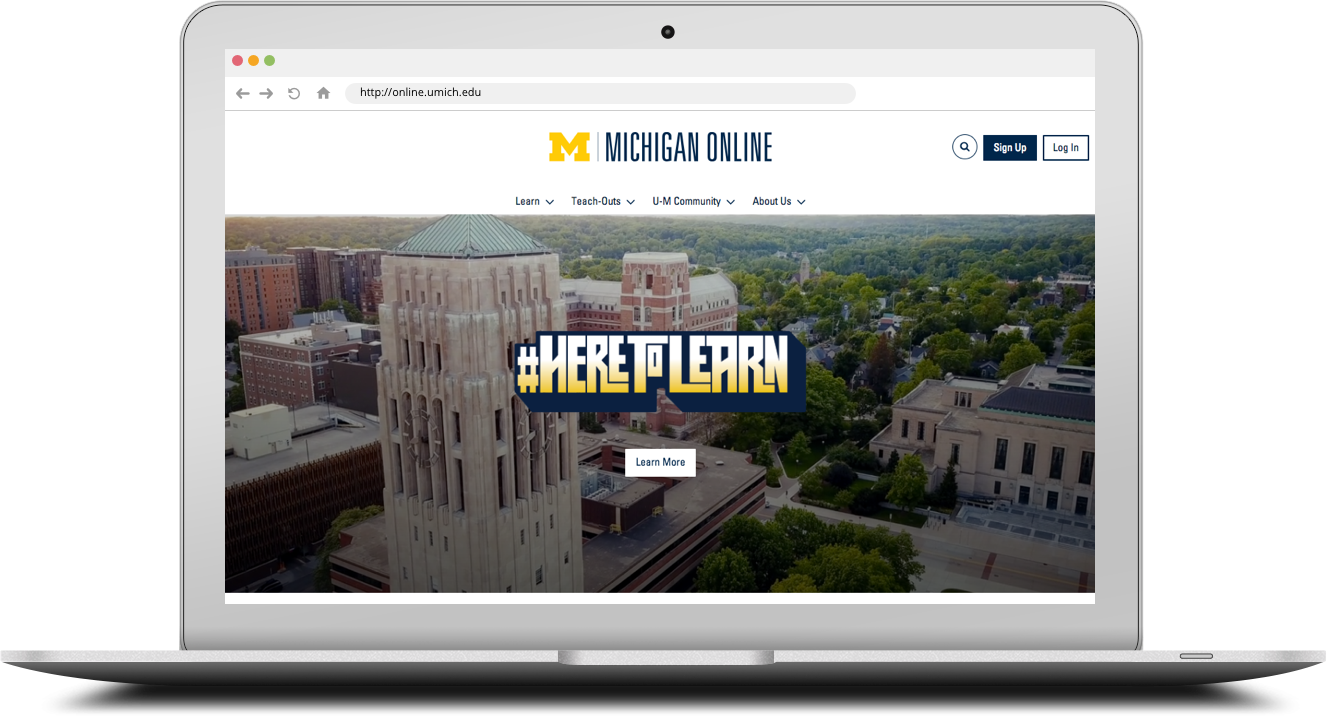 http://online.umich.edu
M | MICHIGAN ONLINE
Sign Up
Log In
Learn
Teach-Outs
U-M Community
About Us
#HERETOLEARN
Learn More